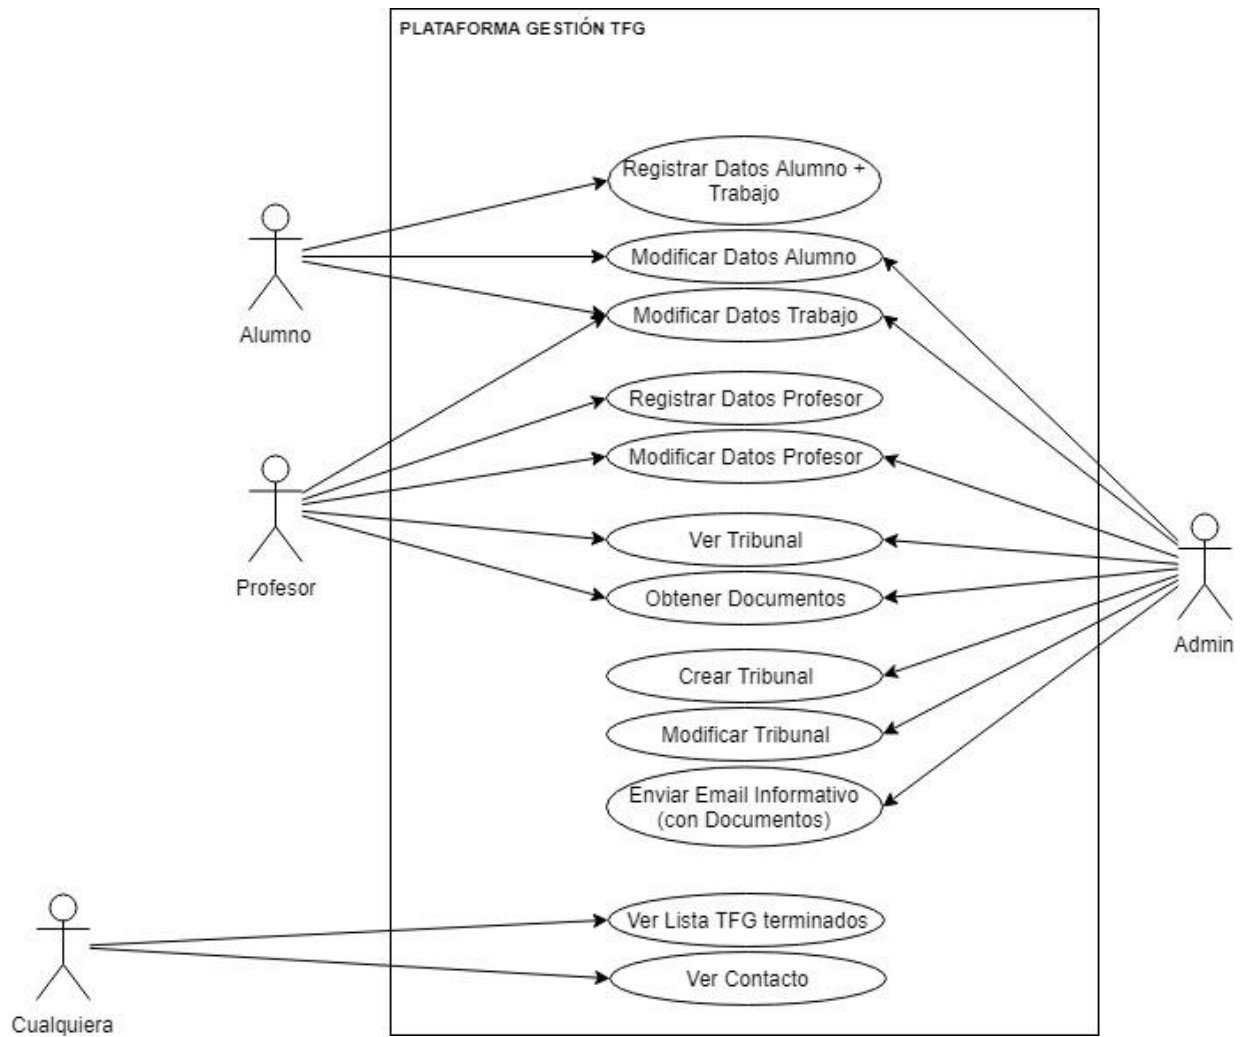 PLATAFORMA GESTIÓN TFG
Registrar Datos Alumno +
Trabajo
Modificar Datos Alumno
Modificar Datos Trabajo
Alumno
Registrar Datos Profesor
Modificar Datos Profesor
Ver Tribunal
Profesor
Obtener Documentos
Admin
Crear Tribunal
Modificar Tribunal
Enviar Email Informativo
(con Documentos)
Ver Lista TFG terminados
Ver Contacto
Cualquiera